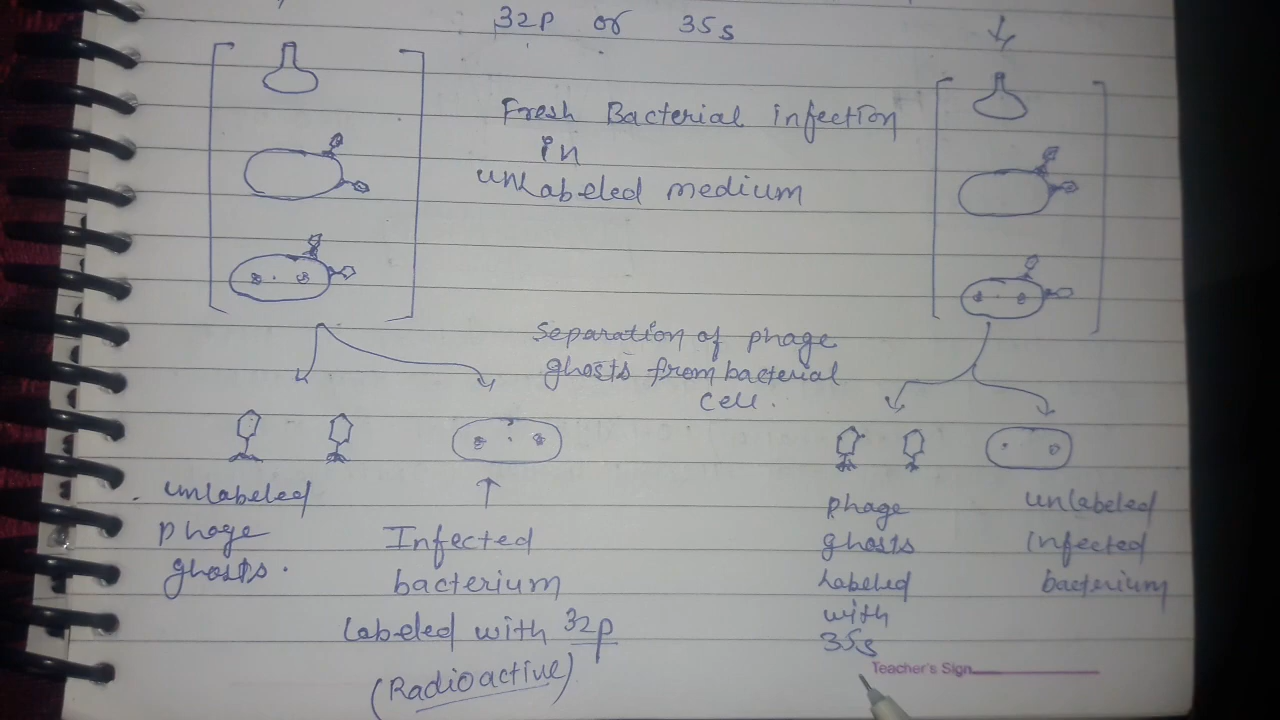 32P or 35s
Fresh Bacterial infection
in
unlabeled medium
Separation of phage
ghosts from bacterial
cell.
unlabeled
phage
ghosts.
Infected
bacterium
labeled with 32p
(Radioactive)
phage
ghosts
labeled
with
35s
unlabeled
infected
bacterium
Teacher's Sign